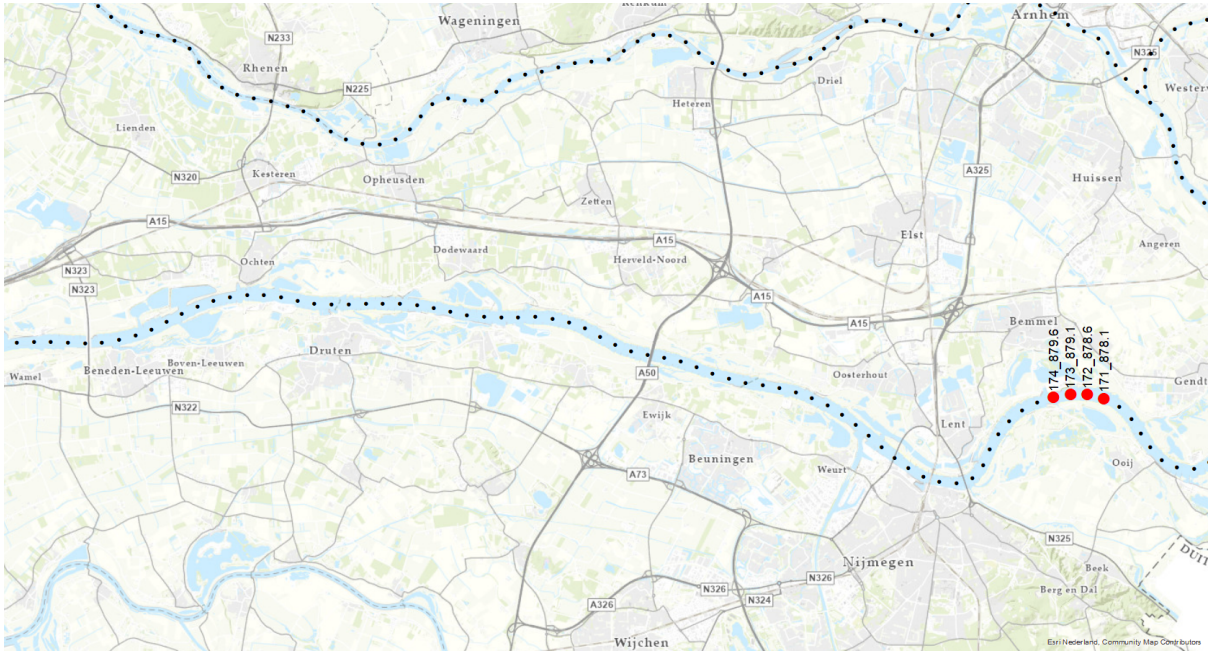 Wageningen
Renkum
Arnhem
N233
N325
Rhenen
N225
Driel
Westerv
Heteren
Lienden
N320
Kesteren
Opheusden
A325
Huissen
Zetten
A15
Elst
A15
Angeren
Dodewaard
Herveld-Noord
Ochten
N323
N323
A15
A15
Bemmel
174_879.6
173_879.1
172_878.6
171_878.1
Druten
Boven-Leeuwen
Beneden-Leeuwen
Wamel
A50
Oosterhout
Gendt
N322
Ewijk
Lent
Beuningen
Weurt
Ooij
A73
N325
DUIT
Nijmegen
Beek
N326
N326
Berg en Dal
A326
N324
Wijchen
Esri Nederland, Community Map Contributors